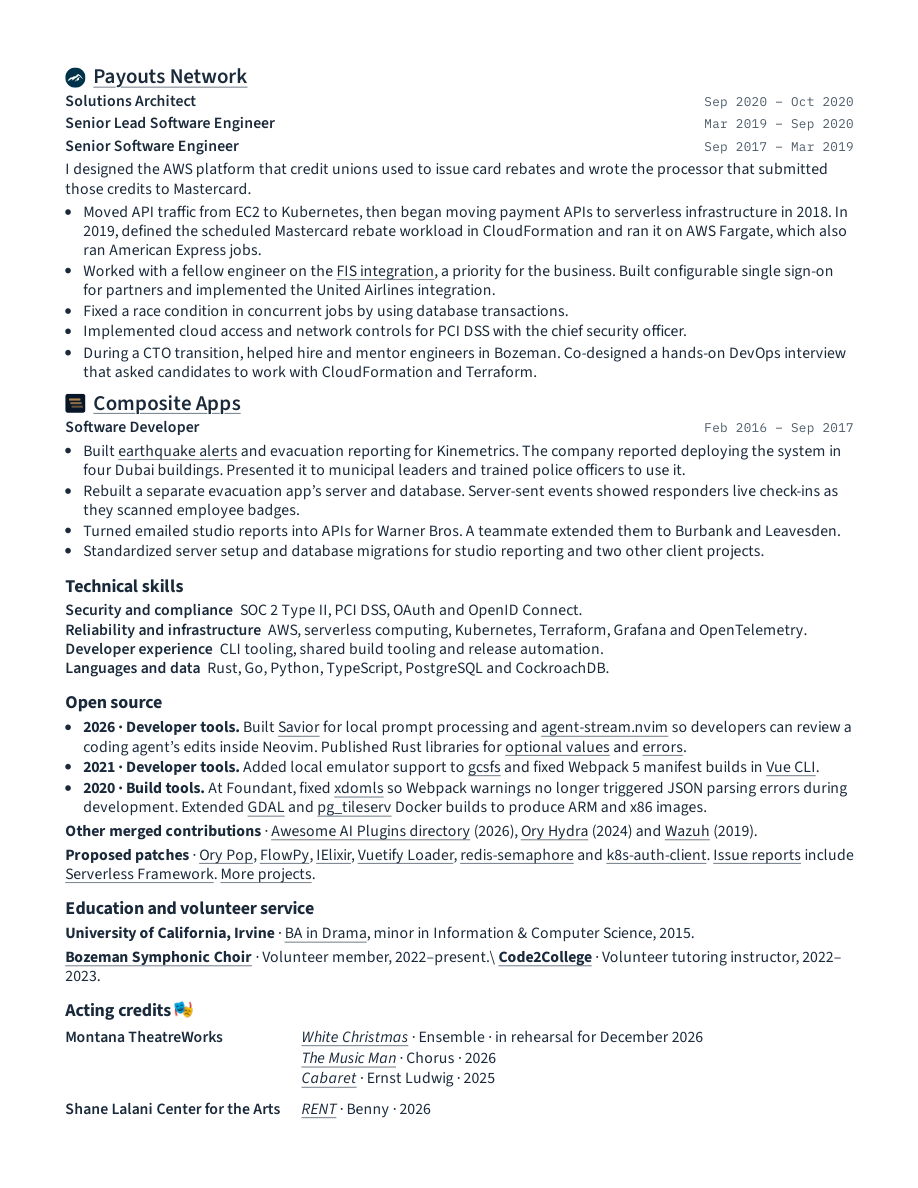 Payouts Network
Solutions Architect Sep 2020 – Oct 2020
Senior Lead Software Engineer Mar 2019 – Sep 2020
Senior Software Engineer Sep 2017 – Mar 2019
I designed the AWS platform that credit unions used to issue card rebates and wrote the processor that submitted
those credits to Mastercard.
• Moved API traffic from EC2 to Kubernetes, then began moving payment APIs to serverless infrastructure in 2018. In
2019, defined the scheduled Mastercard rebate workload in CloudFormation and ran it on AWS Fargate, which also
ran American Express jobs.
• Worked with a fellow engineer on the FIS integration, a priority for the business. Built configurable single sign-on
for partners and implemented the United Airlines integration.
• Fixed a race condition in concurrent jobs by using database transactions.
• Implemented cloud access and network controls for PCI DSS with the chief security officer.
• During a CTO transition, helped hire and mentor engineers in Bozeman. Co-designed a hands-on DevOps interview
that asked candidates to work with CloudFormation and Terraform.
Composite Apps
Software Developer Feb 2016 – Sep 2017
• Built earthquake alerts and evacuation reporting for Kinemetrics. The company reported deploying the system in
four Dubai buildings. Presented it to municipal leaders and trained police officers to use it.
• Rebuilt a separate evacuation app’s server and database. Server-sent events showed responders live check-ins as
they scanned employee badges.
• Turned emailed studio reports into APIs for Warner Bros. A teammate extended them to Burbank and Leavesden.
• Standardized server setup and database migrations for studio reporting and two other client projects.
Technical skills
Security and compliance SOC 2 Type II, PCI DSS, OAuth and OpenID Connect.
Reliability and infrastructure AWS, serverless computing, Kubernetes, Terraform, Grafana and OpenTelemetry.
Developer experience CLI tooling, shared build tooling and release automation.
Languages and data Rust, Go, Python, TypeScript, PostgreSQL and CockroachDB.
Open source
• 2026 · Developer tools. Built Savior for local prompt processing and agent-stream.nvim so developers can review a
coding agent’s edits inside Neovim. Published Rust libraries for optional values and errors.
• 2021 · Developer tools. Added local emulator support to gcsfs and fixed Webpack 5 manifest builds in Vue CLI.
• 2020 · Build tools. At Foundant, fixed xdomls so Webpack warnings no longer triggered JSON parsing errors during
development. Extended GDAL and pg_tileserv Docker builds to produce ARM and x86 images.
Other merged contributions · Awesome AI Plugins directory (2026), Ory Hydra (2024) and Wazuh (2019).
Proposed patches · Ory Pop, FlowPy, IElixir, Vuetify Loader, redis-semaphore and k8s-auth-client. Issue reports include
Serverless Framework. More projects.
Education and volunteer service
University of California, Irvine · BA in Drama, minor in Information & Computer Science, 2015.
Bozeman Symphonic Choir · Volunteer member, 2022–present.\ Code2College · Volunteer tutoring instructor, 2022–
2023.
Acting credits 🎭
Montana TheatreWorks White Christmas · Ensemble · in rehearsal for December 2026
The Music Man · Chorus · 2026
Cabaret · Ernst Ludwig · 2025
Shane Lalani Center for the Arts RENT · Benny · 2026